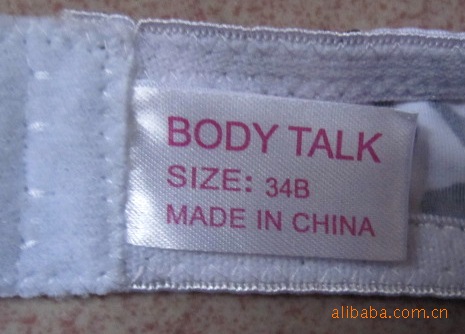 BODY TALK
SIZE: 34B
MADE IN CHINA
alibaba.com.cn